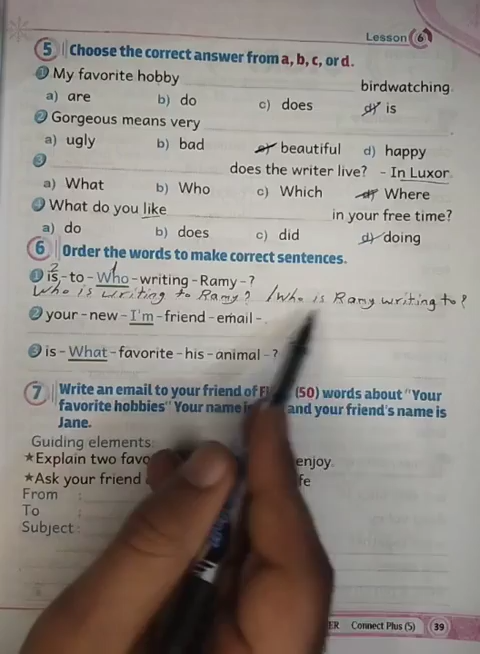 Lesson 6
5 Choose the correct answer from a, b, c, or d.
1 My favorite hobby ____ birdwatching.
a) are b) do c) does d) is
2 Gorgeous means very ____
a) ugly b) bad c) beautiful d) happy
3 ____ does the writer live? - In Luxor.
a) What b) Who c) Which d) Where
4 What do you like ____ in your free time?
a) do b) does c) did d) doing
6 Order the words to make correct sentences.
2 1
1 is - to - Who - writing - Ramy - ?
Who is writing to Ramy? / Who is Ramy writing to?
2 your - new - I'm - friend - email - .
3 is - What - favorite - his - animal - ?
7 Write an email to your friend of (50) words about "Your
favorite hobbies" Your name and your friend's name is
Jane.
Guiding elements:
★Explain two enjoy.
★Ask your friend
From :
To :
Subject:
Connect Plus (5) 39